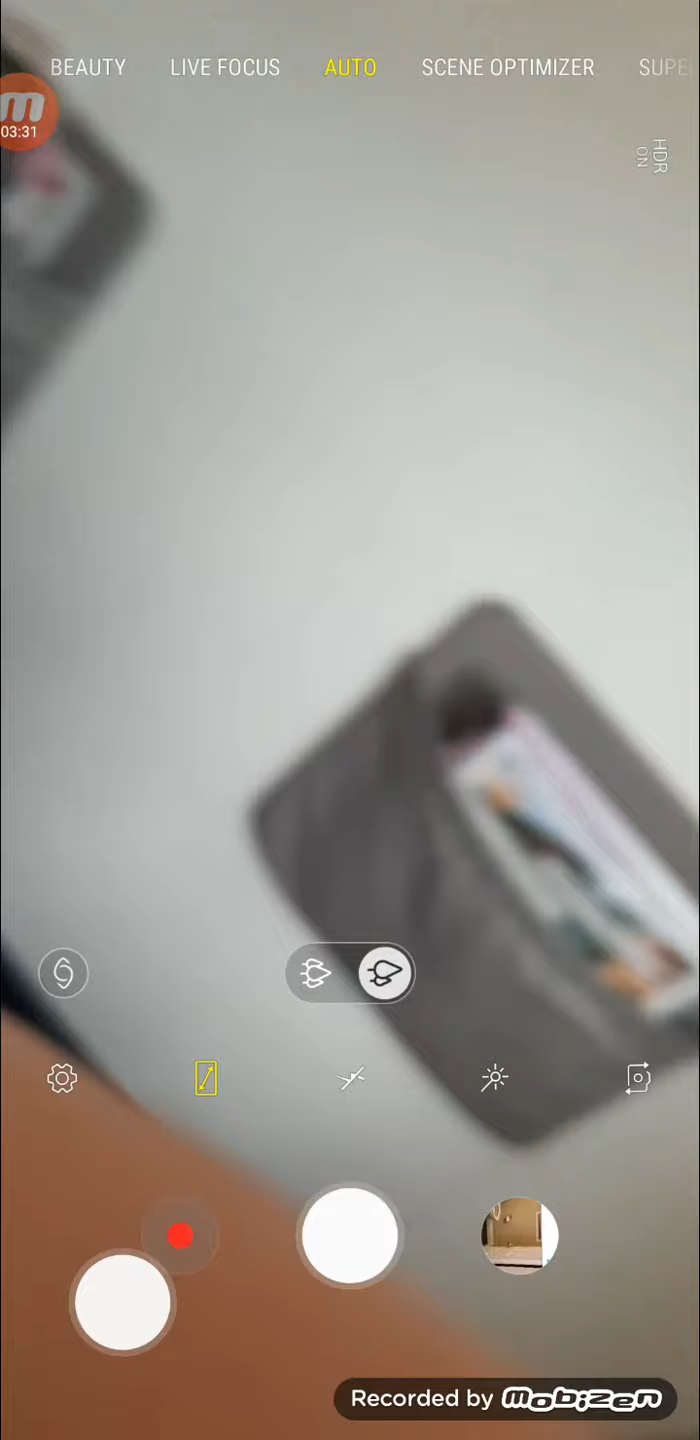 BEAUTY LIVE FOCUS AUTO SCENE OPTIMIZER
03:31
HDR
ON
Recorded by mobizen